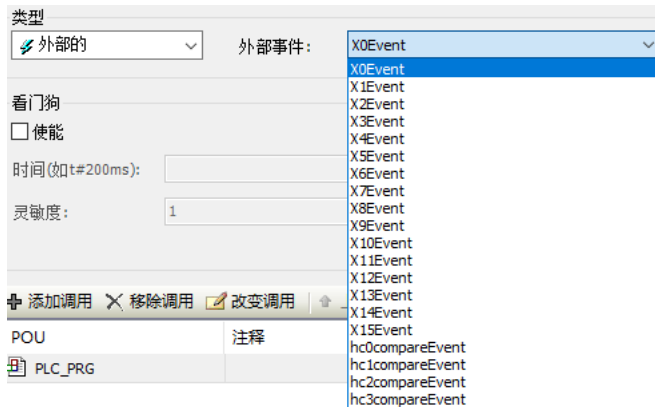 类型
外部的
外部事件:
X0Event
X0Event
X1Event
X2Event
X3Event
X4Event
X5Event
X6Event
X7Event
X8Event
X9Event
X10Event
X11Event
X12Event
X13Event
X14Event
X15Event
hc0compareEvent
hc1compareEvent
hc2compareEvent
hc3compareEvent
看门狗
使能
时间(如t#200ms):
灵敏度:
1
添加调用 移除调用 改变调用
POU 注释
PLC_PRG